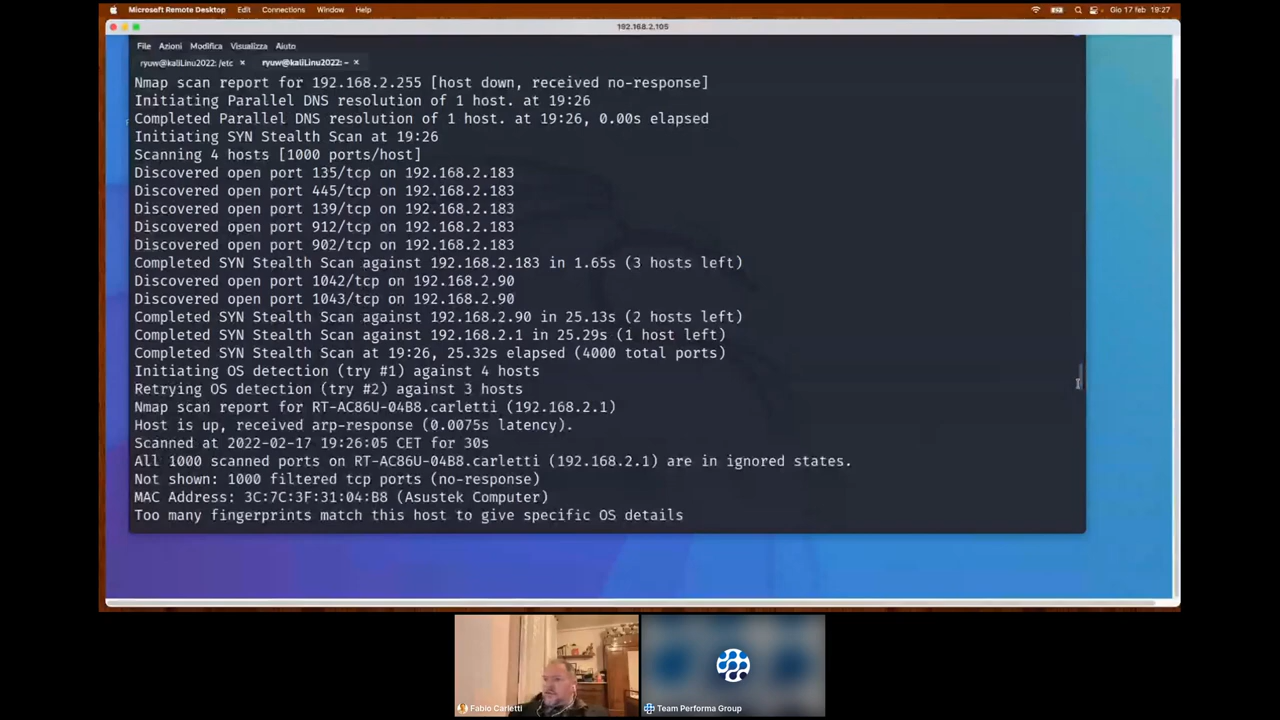 Microsoft Remote Desktop Edit Connections Window Help Gio 17 feb 19:27
192.168.2.105
File Azioni Modifica Visualizza Aiuto
ryuw@kaliLinu2022: /etc × ryuw@kaliLinu2022: ~ ×
Nmap scan report for 192.168.2.255 [host down, received no-response]
Initiating Parallel DNS resolution of 1 host. at 19:26
Completed Parallel DNS resolution of 1 host. at 19:26, 0.00s elapsed
Initiating SYN Stealth Scan at 19:26
Scanning 4 hosts [1000 ports/host]
Discovered open port 135/tcp on 192.168.2.183
Discovered open port 445/tcp on 192.168.2.183
Discovered open port 139/tcp on 192.168.2.183
Discovered open port 912/tcp on 192.168.2.183
Discovered open port 902/tcp on 192.168.2.183
Completed SYN Stealth Scan against 192.168.2.183 in 1.65s (3 hosts left)
Discovered open port 1042/tcp on 192.168.2.90
Discovered open port 1043/tcp on 192.168.2.90
Completed SYN Stealth Scan against 192.168.2.90 in 25.13s (2 hosts left)
Completed SYN Stealth Scan against 192.168.2.1 in 25.29s (1 host left)
Completed SYN Stealth Scan at 19:26, 25.32s elapsed (4000 total ports)
Initiating OS detection (try #1) against 4 hosts
Retrying OS detection (try #2) against 3 hosts
Nmap scan report for RT-AC86U-04B8.carletti (192.168.2.1)
Host is up, received arp-response (0.0075s latency).
Scanned at 2022-02-17 19:26:05 CET for 30s
All 1000 scanned ports on RT-AC86U-04B8.carletti (192.168.2.1) are in ignored states.
Not shown: 1000 filtered tcp ports (no-response)
MAC Address: 3C:7C:3F:31:04:B8 (Asustek Computer)
Too many fingerprints match this host to give specific OS details
Fabio Carletti Team Performa Group